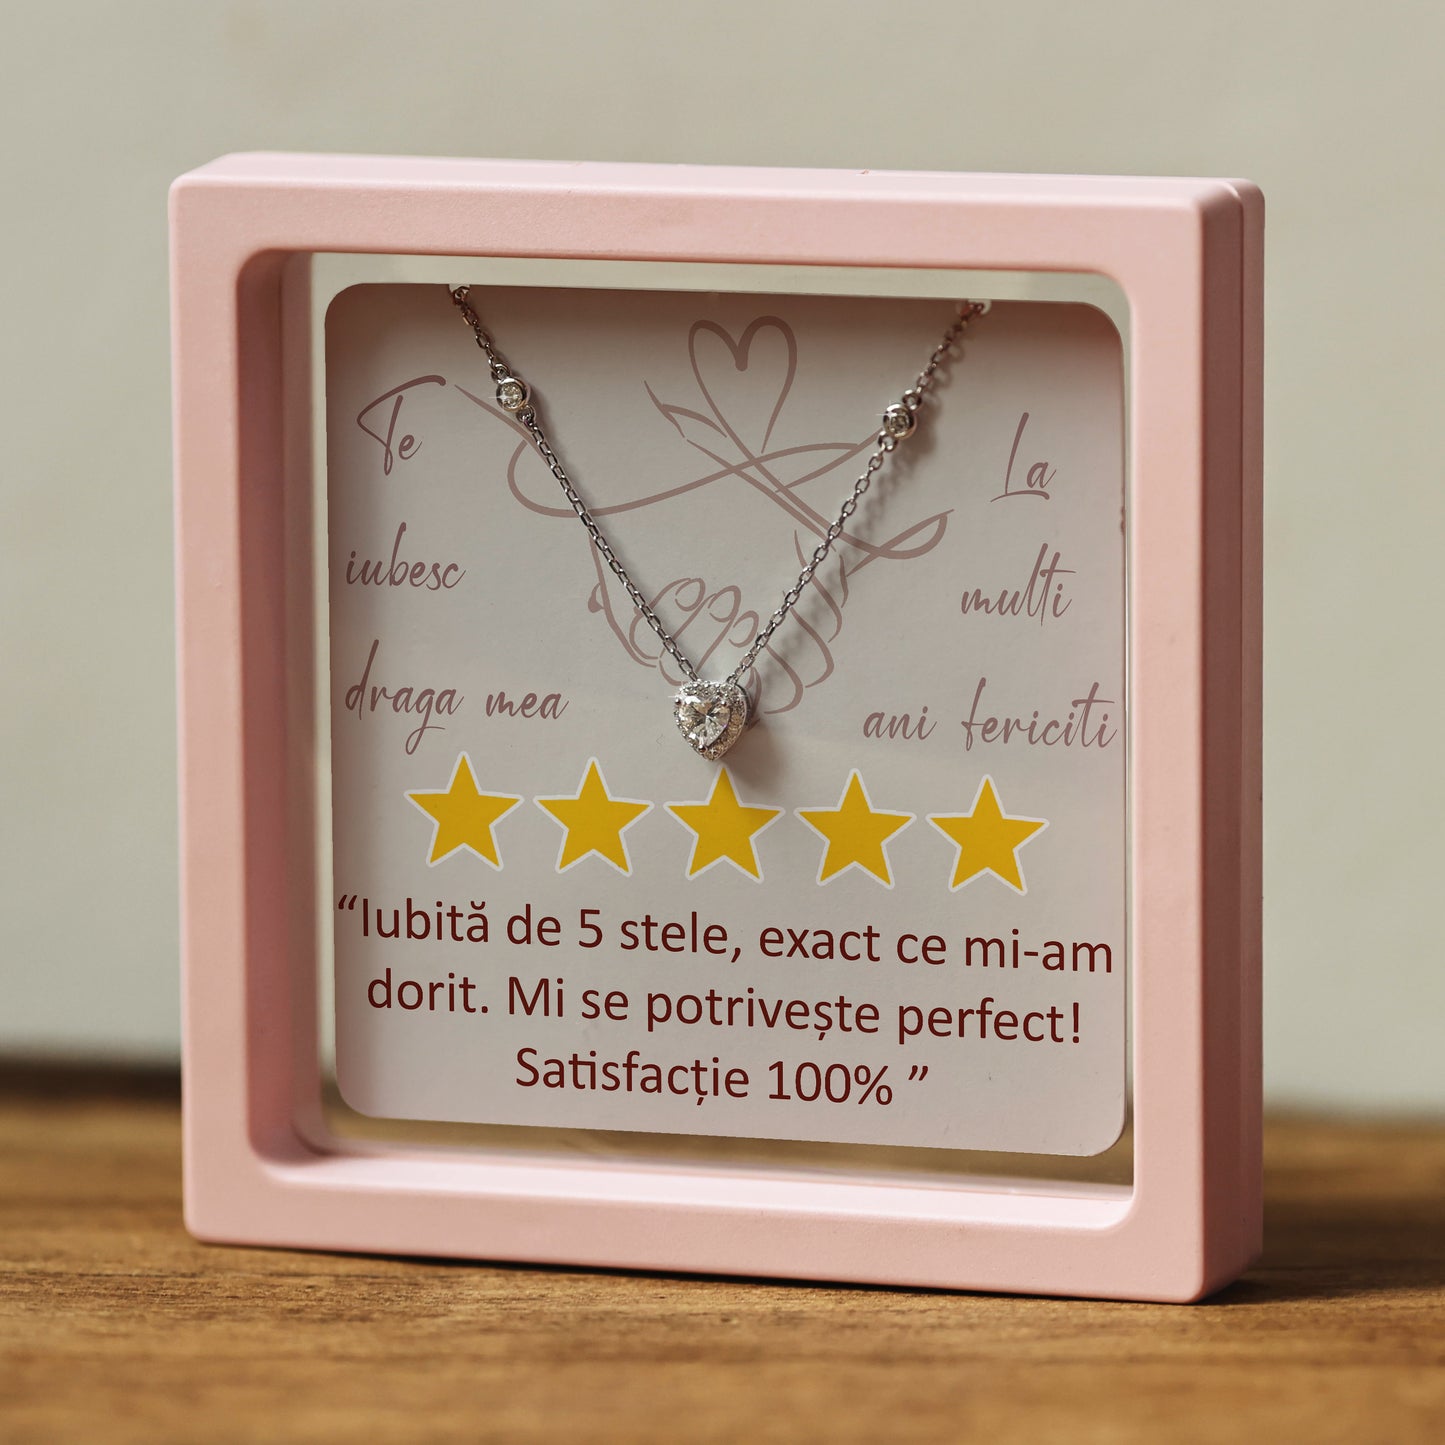 Te
iubesc
draga mea
La
multi
ani fericiti
“Iubită de 5 stele, exact ce mi-am
dorit. Mi se potrivește perfect!
Satisfacție 100% ”